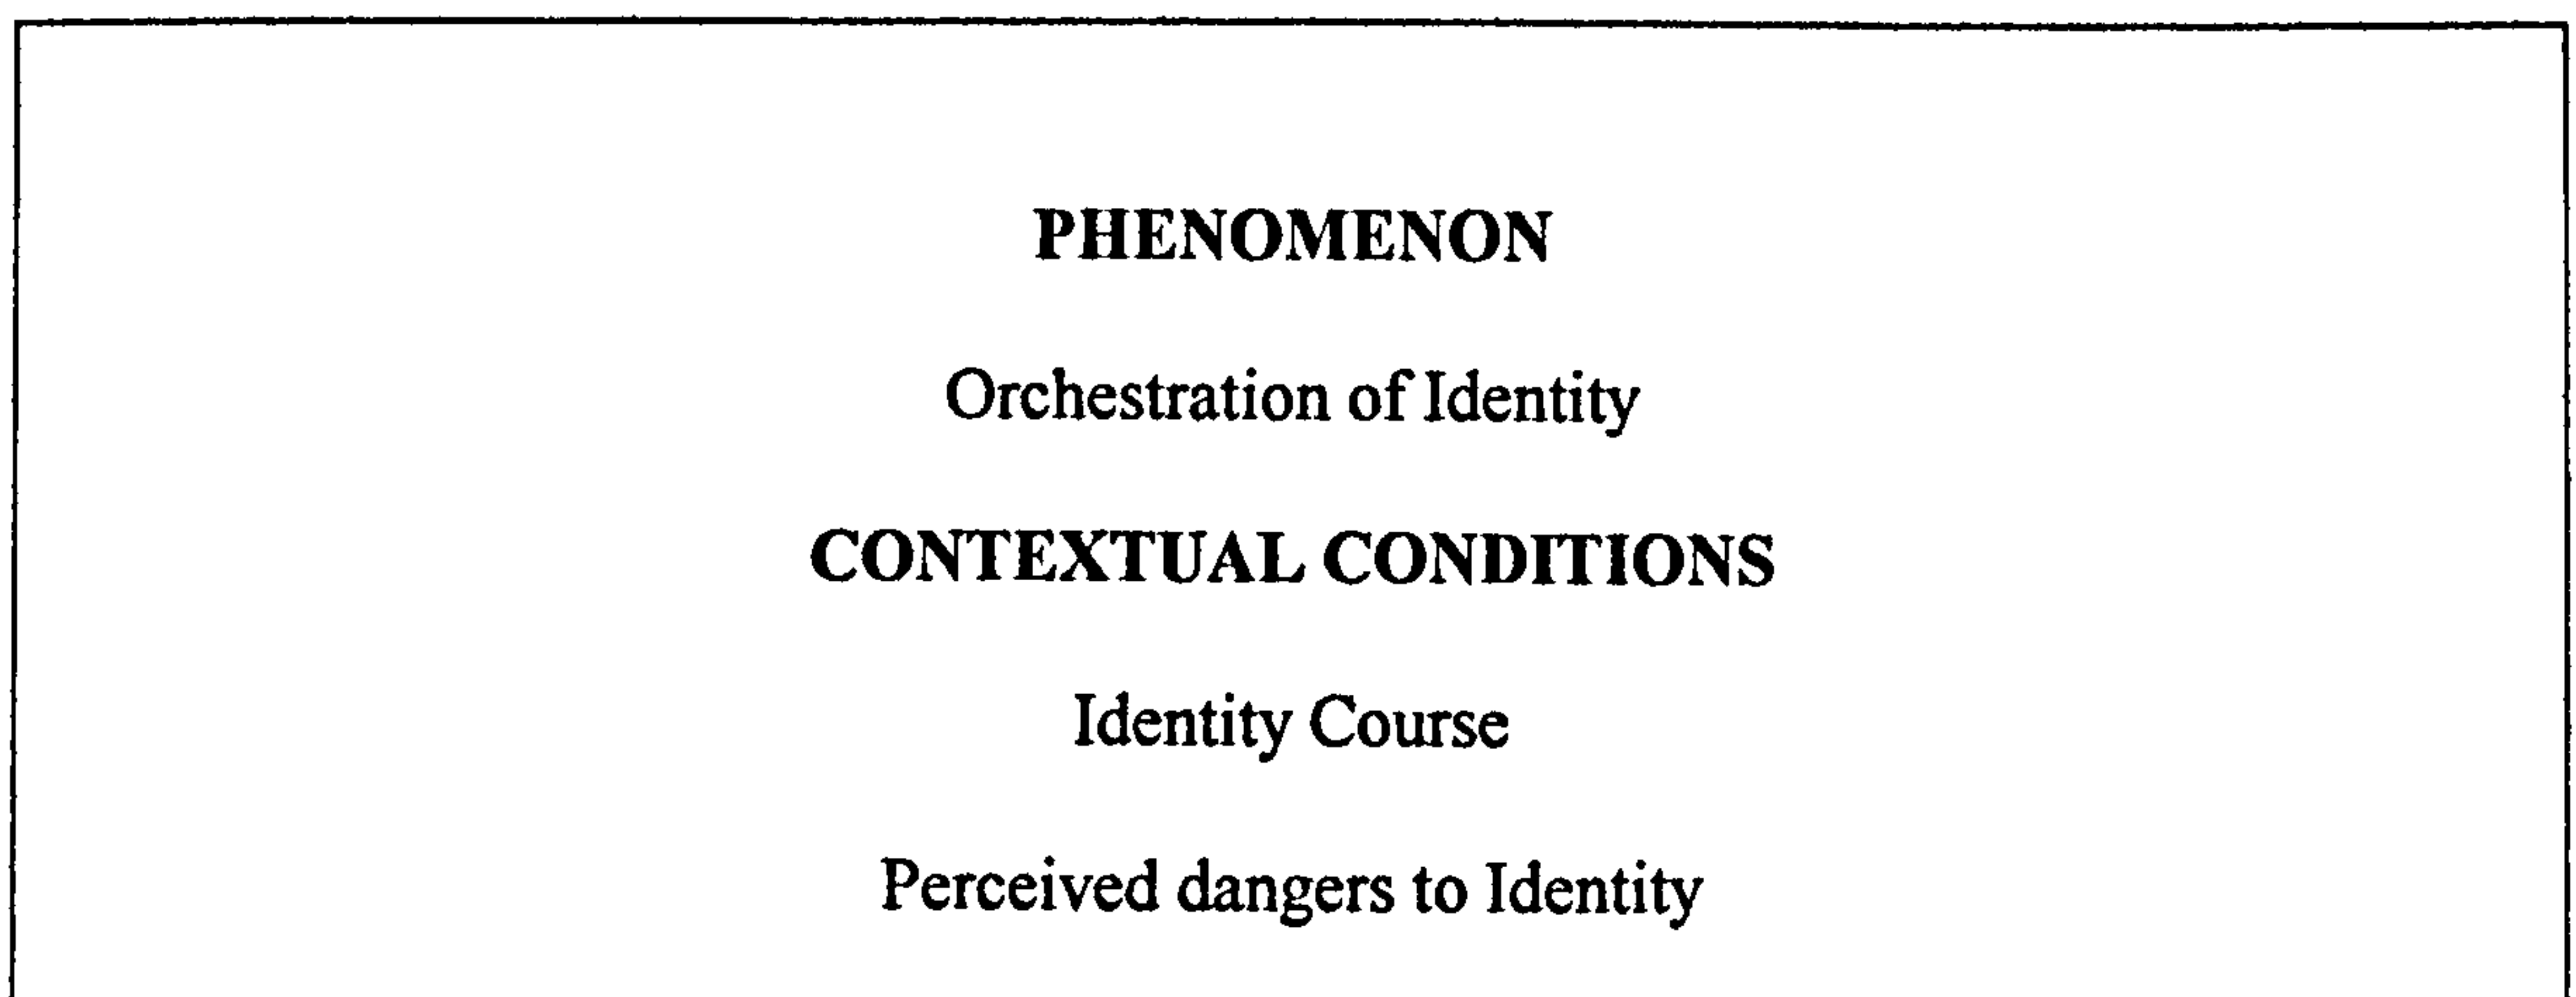 PHENOMENON
Orchestration of Identity
CONTEXTUAL CONDITIONS
Identity Course
Perceived dangers to Identity